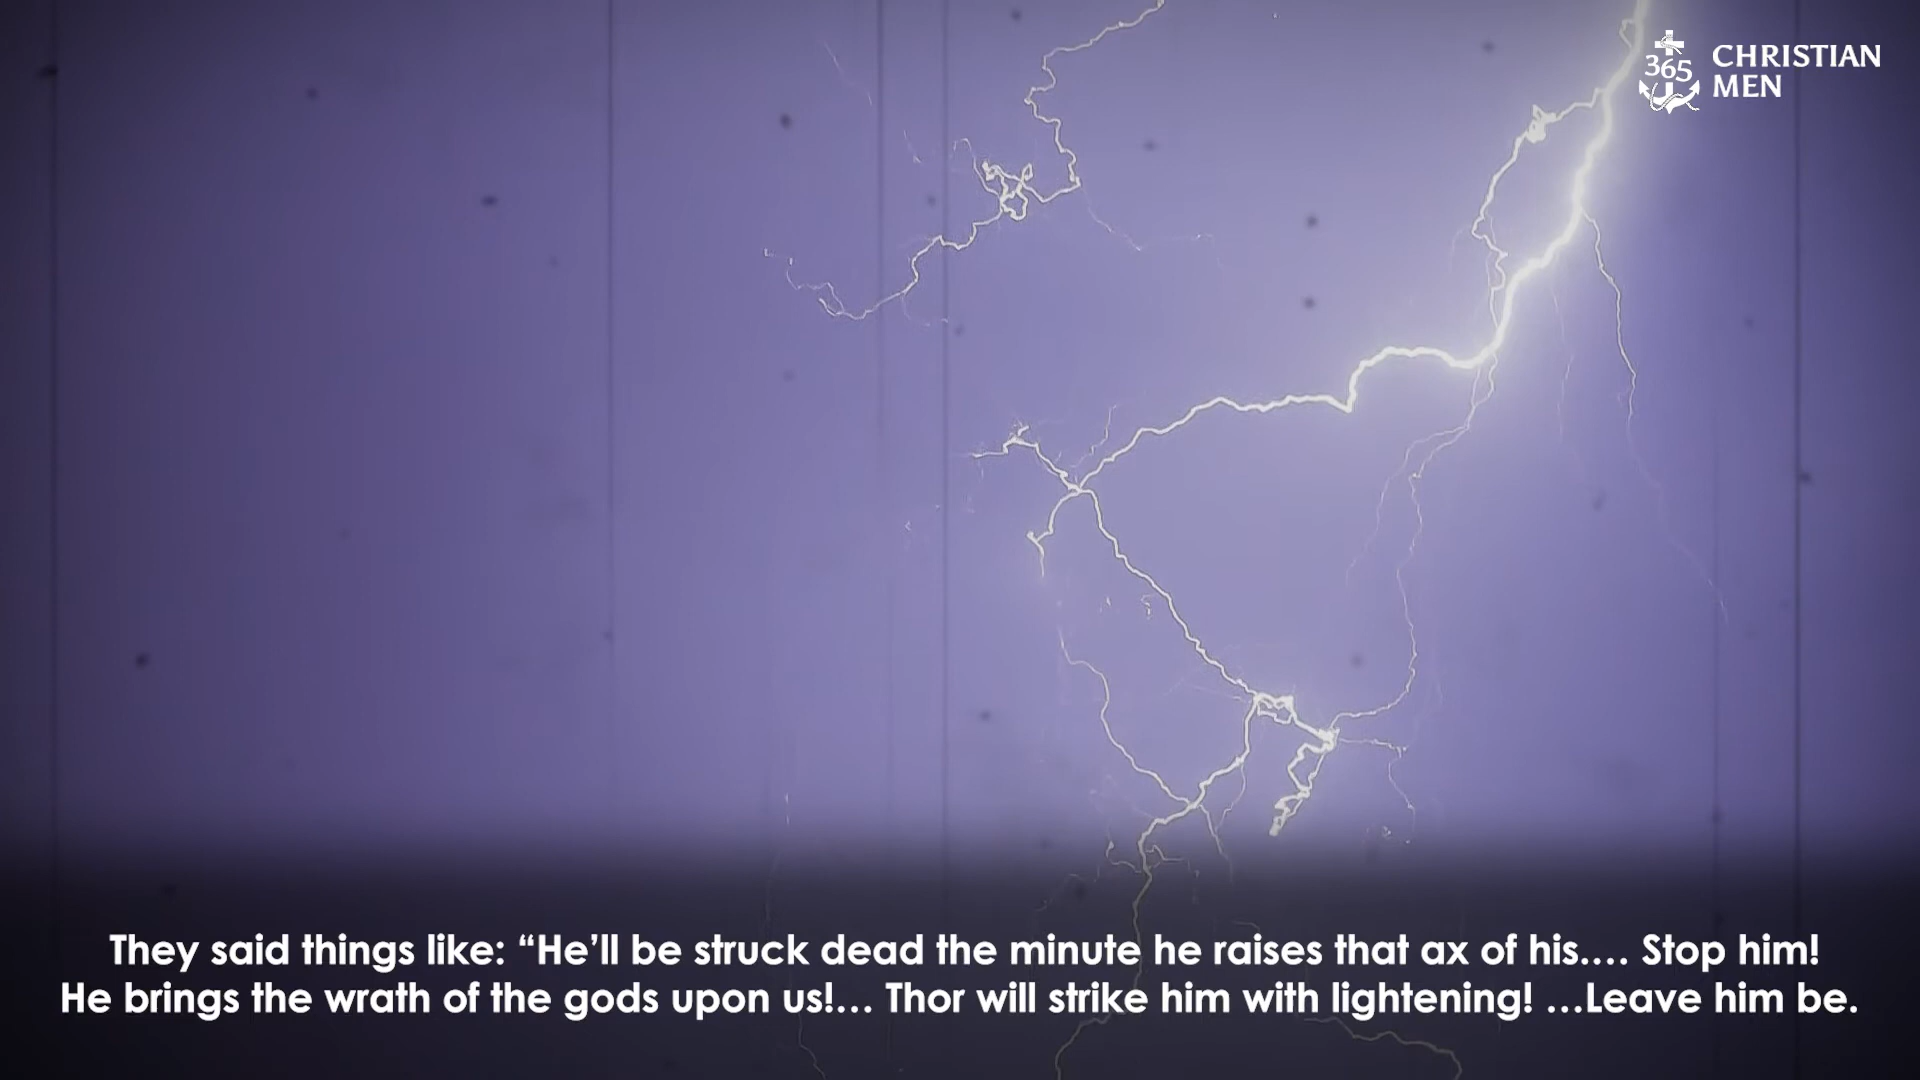 365
CHRISTIAN
MEN
They said things like: “He’ll be struck dead the minute he raises that ax of his.... Stop him!
He brings the wrath of the gods upon us!... Thor will strike him with lightening! ...Leave him be.